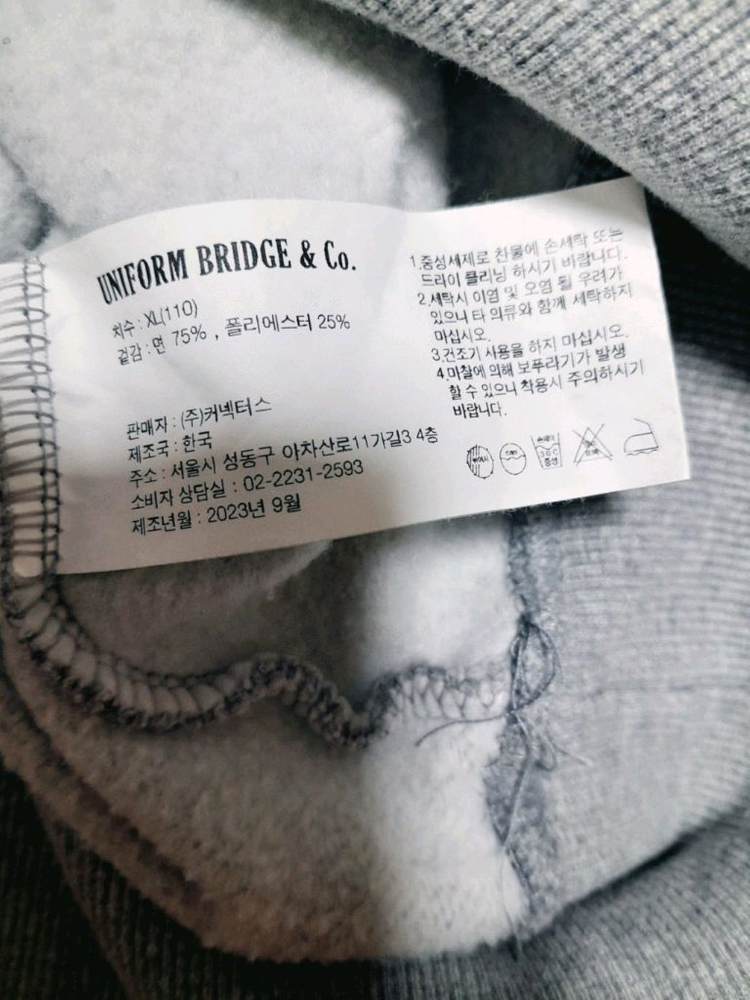 UNIFORM BRIDGE & Co.
치수 : XL(110)
겉감 : 면 75% , 폴리에스터 25%
판매자 : (주)커넥터스
제조국 : 한국
주소 : 서울시 성동구 아차산로11가길3 4층
소비자 상담실 : 02-2231-2593
제조년월 : 2023년 9월
1.중성세제로 찬물에 손세탁 또는
드라이 클리닝 하시기 바랍니다.
2.세탁시 이염 및 오염 될 우려가
있으니 타 의류와 함께 세탁하지
마십시오.
3.건조기 사용을 하지 마십시오.
4.마찰에 의해 보푸라기가 발생
할 수 있으니 착용시 주의하시기
바랍니다.